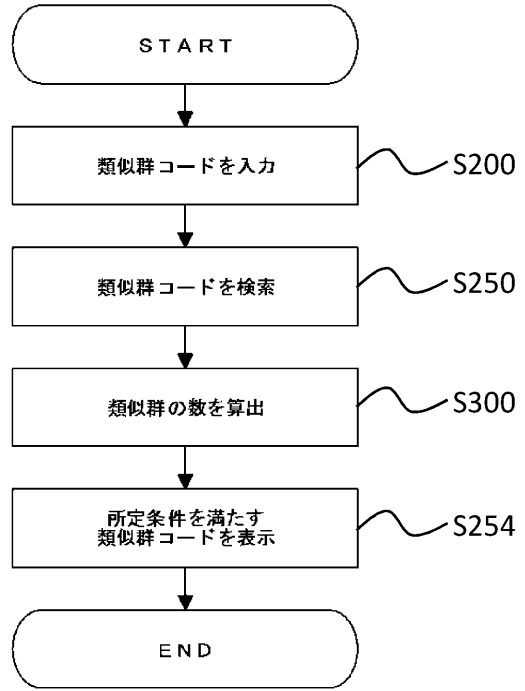 START
類似群コードを入力
S200
類似群コードを検索
S250
類似群の数を算出
S300
所定条件を満たす
類似群コードを表示
S254
END